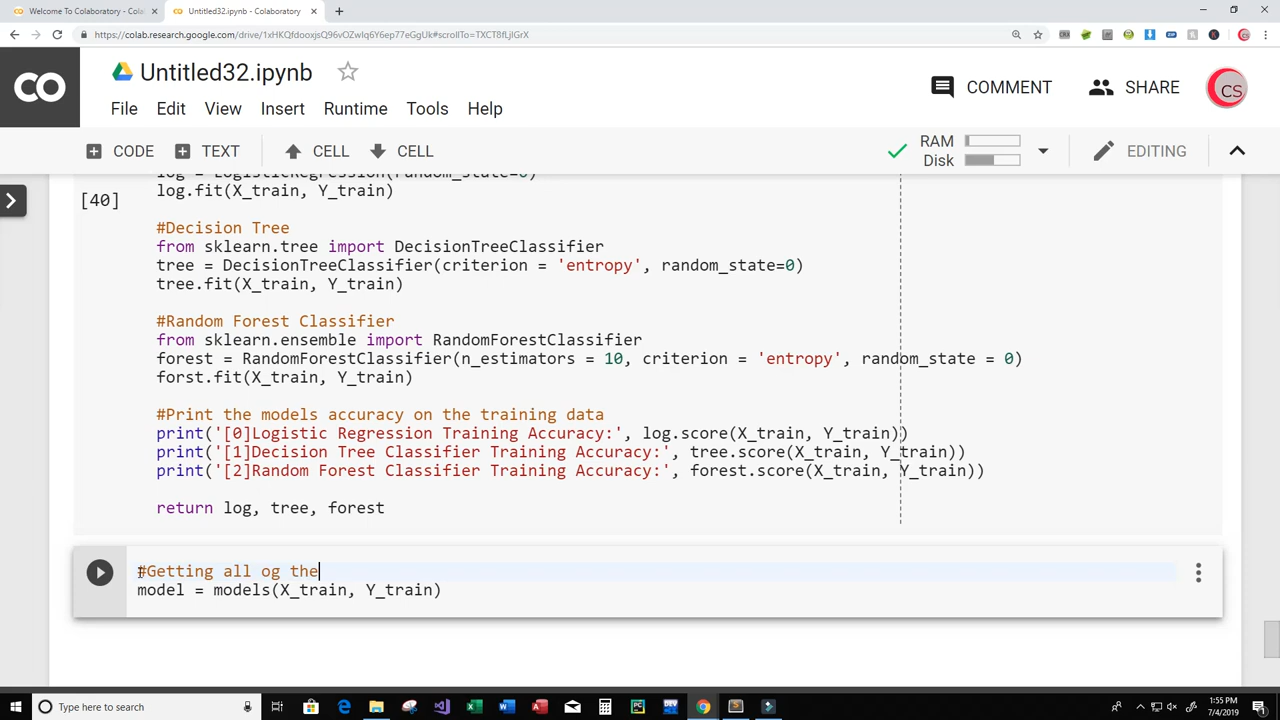 Welcome To Colaboratory - Cola
Untitled32.ipynb - Colaboratory
https://colab.research.google.com/drive/1xHKQfdooxjsQ96vOZwIq6Y6ep77eGgUk#scrollTo=TXCT8fLjlGrX
CO
Untitled32.ipynb
COMMENT
SHARE
CS
File Edit View Insert Runtime Tools Help
CODE TEXT CELL CELL
RAM
Disk
EDITING
log = LogisticRegression(random_state=0)
log.fit(X_train, Y_train)
[40]
#Decision Tree
from sklearn.tree import DecisionTreeClassifier
tree = DecisionTreeClassifier(criterion = 'entropy', random_state=0)
tree.fit(X_train, Y_train)
#Random Forest Classifier
from sklearn.ensemble import RandomForestClassifier
forest = RandomForestClassifier(n_estimators = 10, criterion = 'entropy', random_state = 0)
forst.fit(X_train, Y_train)
#Print the models accuracy on the training data
print('[0]Logistic Regression Training Accuracy:', log.score(X_train, Y_train))
print('[1]Decision Tree Classifier Training Accuracy:', tree.score(X_train, Y_train))
print('[2]Random Forest Classifier Training Accuracy:', forest.score(X_train, Y_train))
return log, tree, forest
#Getting all og the
model = models(X_train, Y_train)
Type here to search
1:55 PM
7/4/2019